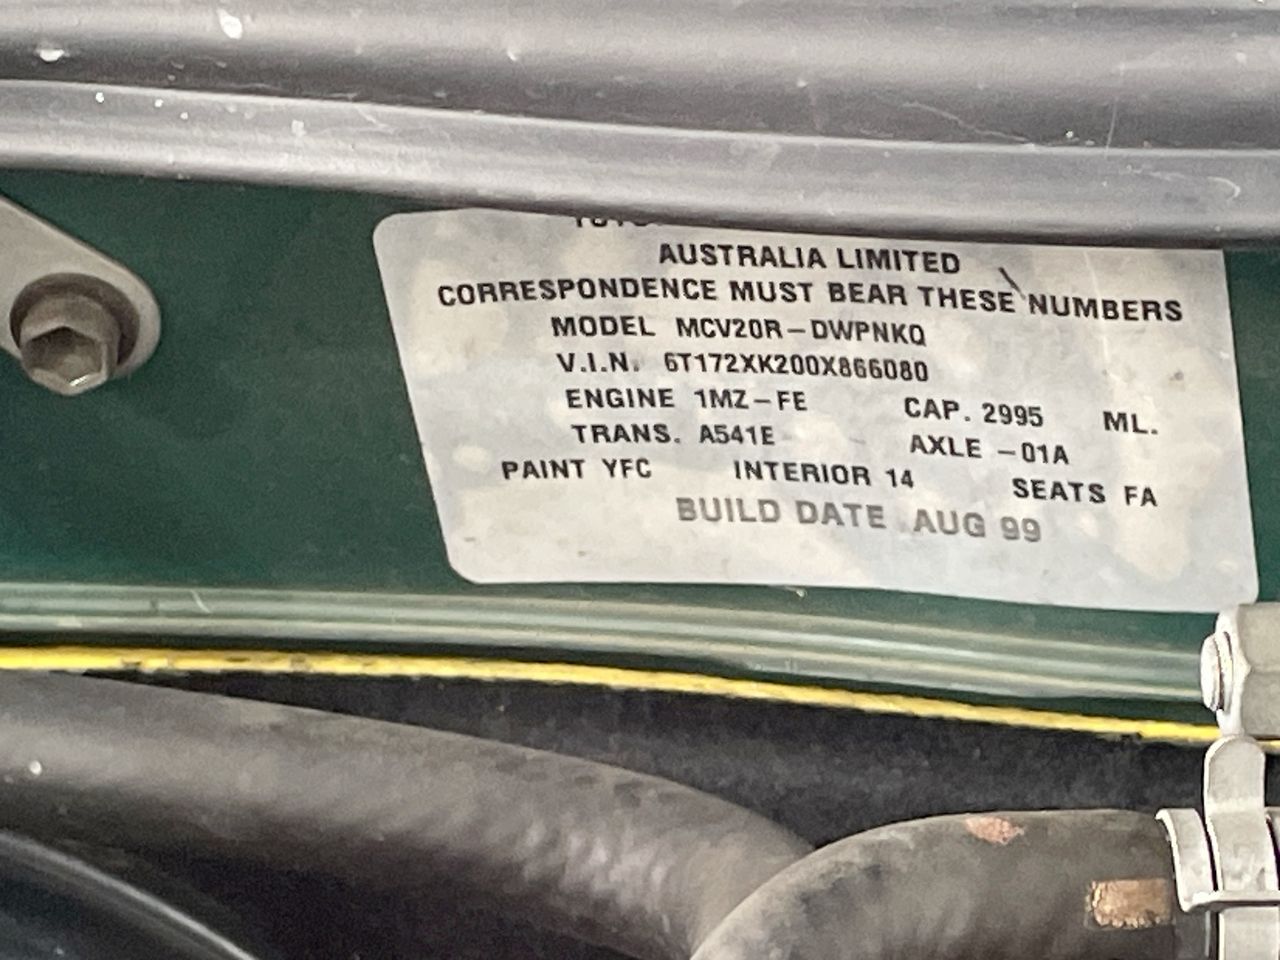 AUSTRALIA LIMITED
CORRESPONDENCE MUST BEAR THESE NUMBERS
MODEL MCV20R-DWPNKQ
V.I.N. 6T172XK200X866080
ENGINE 1MZ-FE CAP. 2995 ML.
TRANS. A541E AXLE -01A
PAINT YFC INTERIOR 14 SEATS FA
BUILD DATE AUG 99